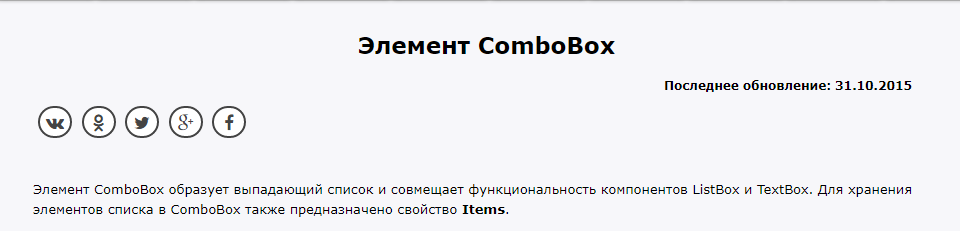 Элемент ComboBox
Последнее обновление: 31.10.2015
Элемент ComboBox образует выпадающий список и совмещает функциональность компонентов ListBox и TextBox. Для хранения
элементов списка в ComboBox также предназначено свойство Items.